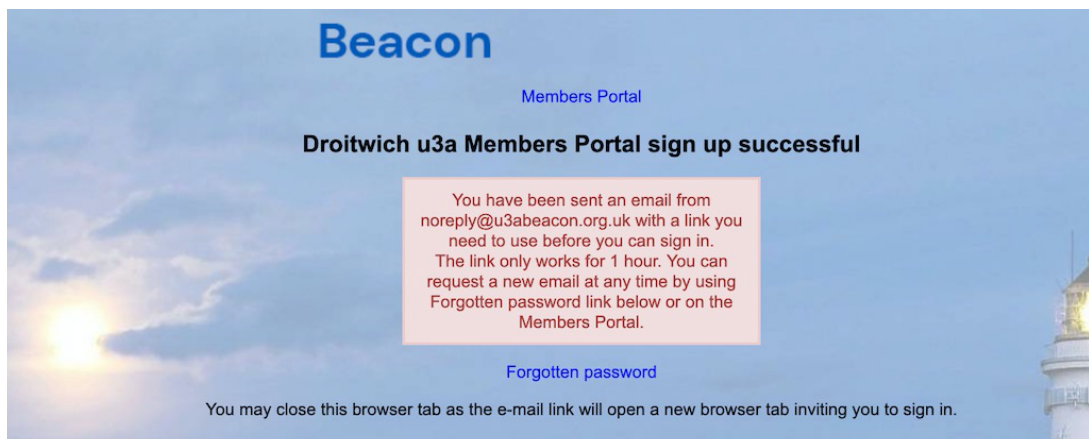 Beacon
Members Portal
Droitwich u3a Members Portal sign up successful
You have been sent an email from
noreply@u3abeacon.org.uk with a link you
need to use before you can sign in.
The link only works for 1 hour. You can
request a new email at any time by using
Forgotten password link below or on the
Members Portal.
Forgotten password
You may close this browser tab as the e-mail link will open a new browser tab inviting you to sign in.